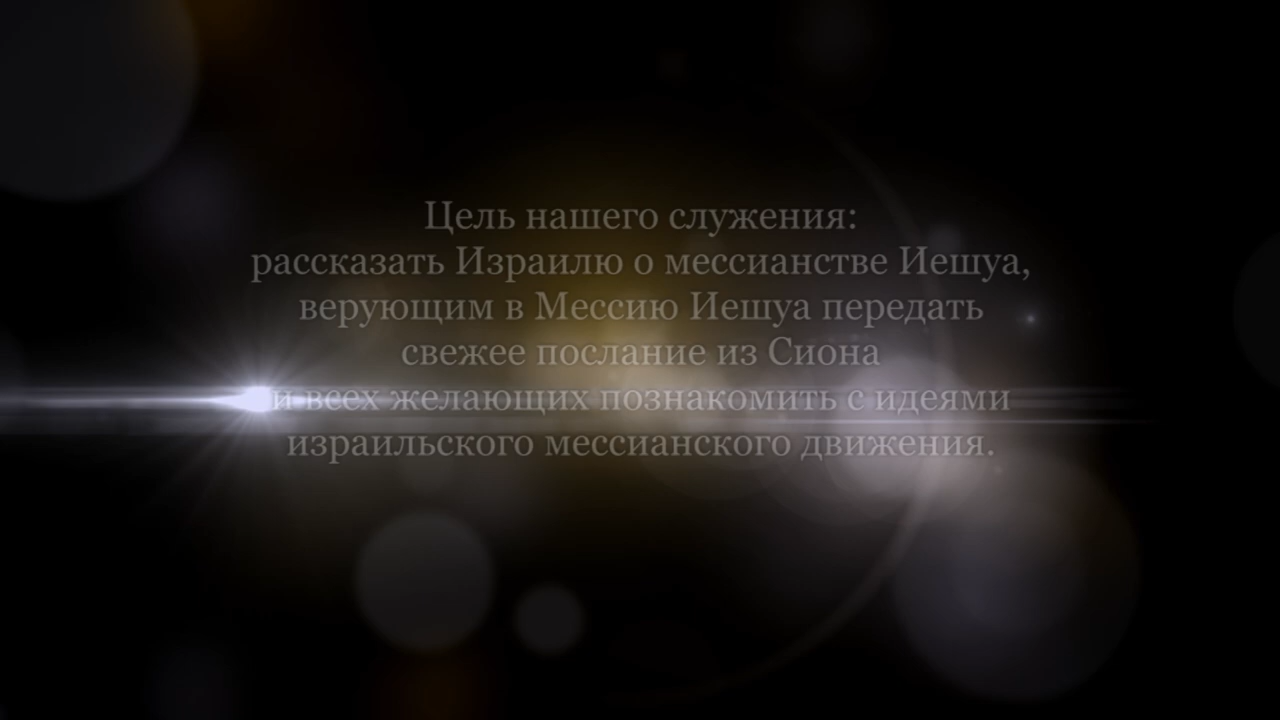 Цель нашего служения:
рассказать Израилю о мессианстве Иешуа,
верующим в Мессию Иешуа передать
свежее послание из Сиона
и всех желающих познакомить с идеями
израильского мессианского движения.